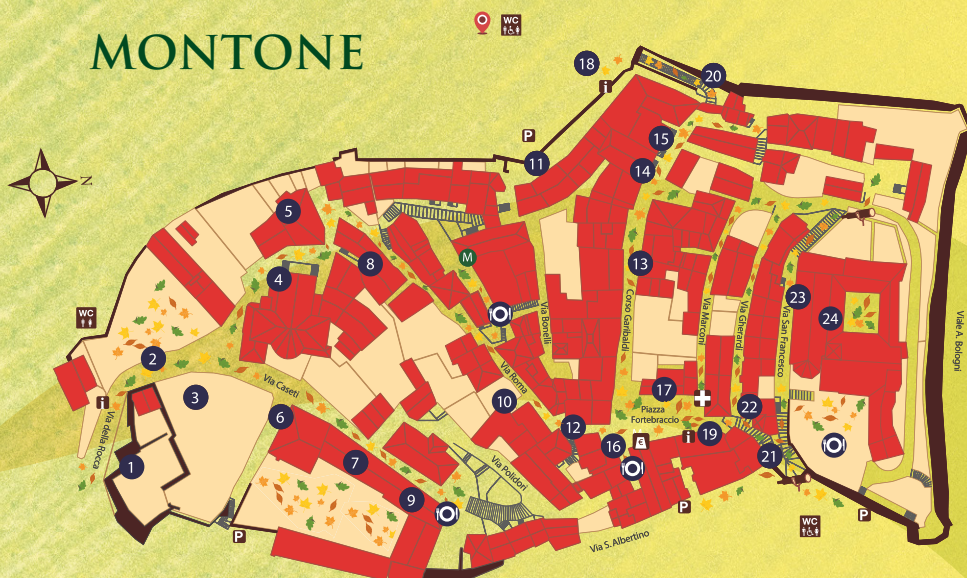 MONTONE
WC
18
i
20
P
11
15
14
N
5
4
8
M
13
23
24
WC
2
i
3
1
6
7
9
10
12
16
E
17
i
19
22
21
P
P
P
WC
Via Bonelli
Corso Garibaldi
Via Marconi
Via Gherardi
Via San Francesco
Viale A. Bologni
Via Caseti
Via Roma
Via della Rocca
Via Polidori
Via S. Albertino
Piazza
Fortebraccio